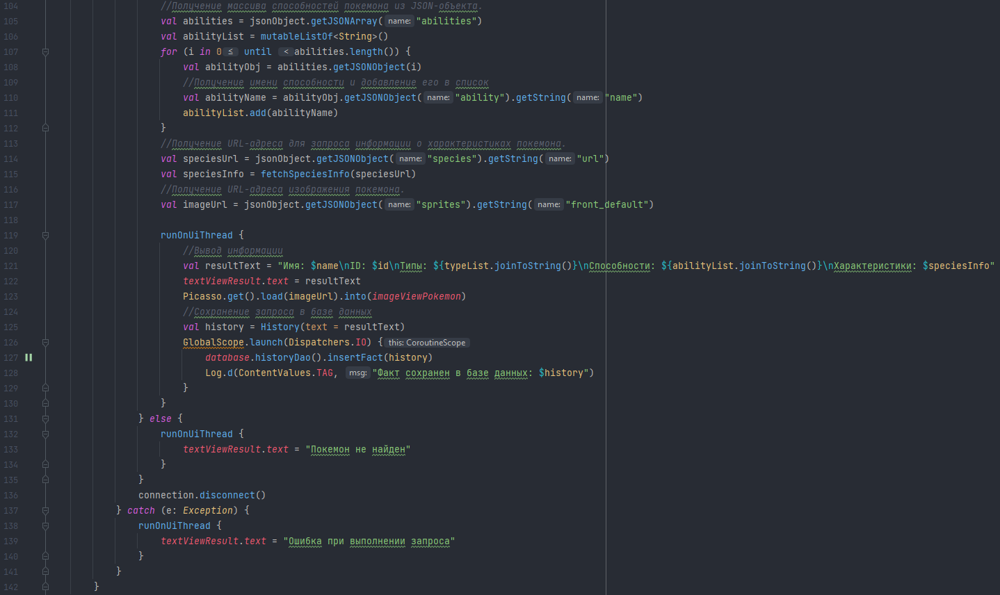 104 //Получение массива способностей покемона из JSON-объекта.
105 val abilities = jsonObject.getJSONArray( name: "abilities")
106 val abilityList = mutableListOf<String>()
107 for (i in 0 ≤ until < abilities.length()) {
108 val abilityObj = abilities.getJSONObject(i)
109 //Получение имени способности и добавление его в список
110 val abilityName = abilityObj.getJSONObject( name: "ability").getString( name: "name")
111 abilityList.add(abilityName)
112 }
113 //Получение URL-адреса для запроса информации о характеристиках покемона.
114 val speciesUrl = jsonObject.getJSONObject( name: "species").getString( name: "url")
115 val speciesInfo = fetchSpeciesInfo(speciesUrl)
116 //Получение URL-адреса изображения покемона.
117 val imageUrl = jsonObject.getJSONObject( name: "sprites").getString( name: "front_default")
118
119 runOnUiThread {
120 //Вывод информации
121 val resultText = "Имя: $name\nID: $id\nТипы: ${typeList.joinToString()}\nСпособности: ${abilityList.joinToString()}\nХарактеристики: $speciesInfo"
122 textViewResult.text = resultText
123 Picasso.get().load(imageUrl).into(imageViewPokemon)
124 //Сохранение запроса в базе данных
125 val history = History(text = resultText)
126 GlobalScope.launch(Dispatchers.IO) { this: CoroutineScope
127 database.historyDao().insertFact(history)
128 Log.d(ContentValues.TAG, msg: "Факт сохранен в базе данных: $history")
129 }
130 }
131 } else {
132 runOnUiThread {
133 textViewResult.text = "Покемон не найден"
134 }
135 }
136 connection.disconnect()
137 } catch (e: Exception) {
138 runOnUiThread {
139 textViewResult.text = "Ошибка при выполнении запроса"
140 }
141 }
142 }